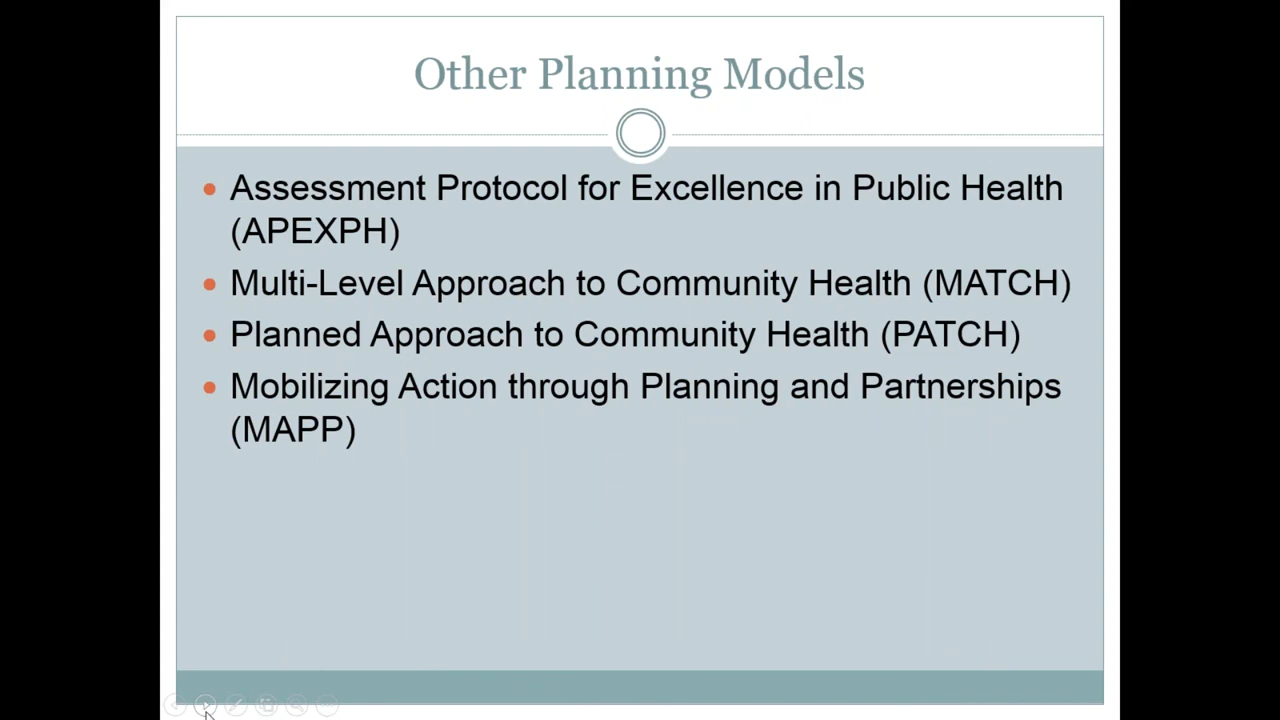 Other Planning Models
• Assessment Protocol for Excellence in Public Health
(APEXPH)
• Multi-Level Approach to Community Health (MATCH)
• Planned Approach to Community Health (PATCH)
• Mobilizing Action through Planning and Partnerships
(MAPP)